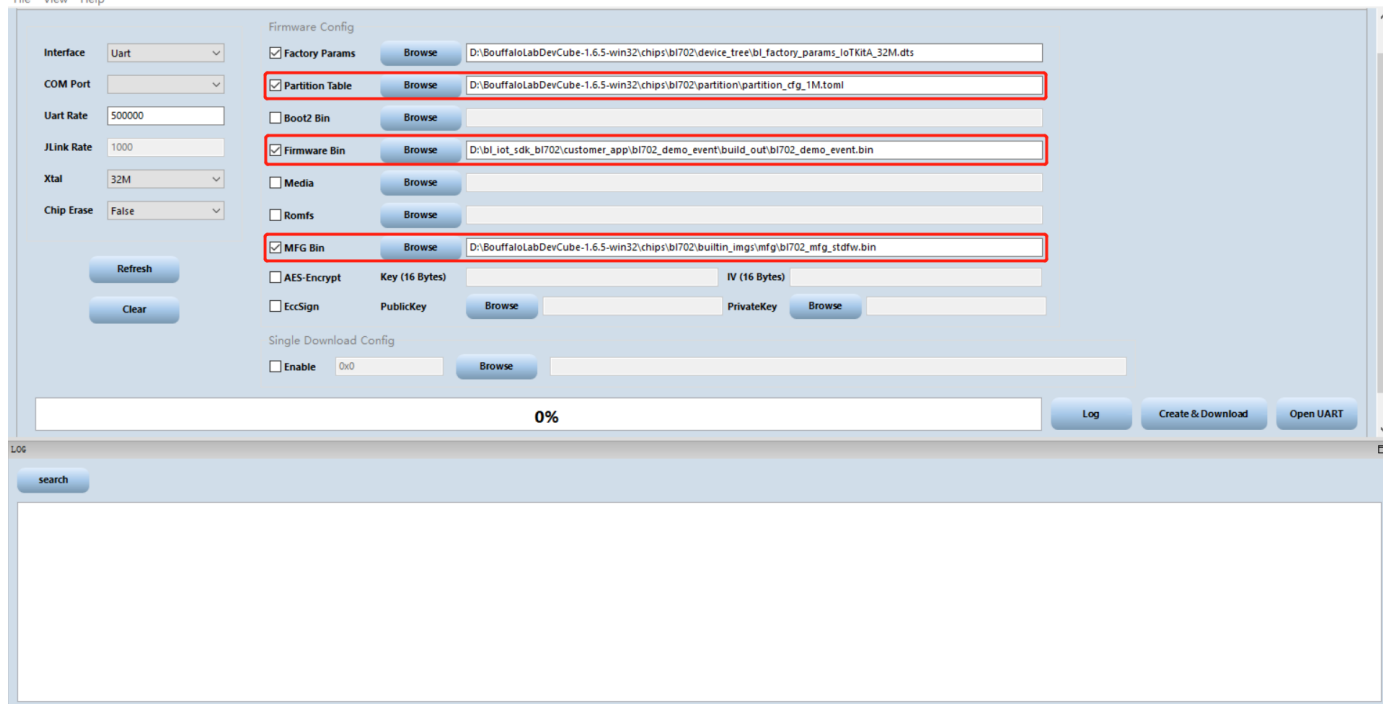 File View Help
Firmware Config
Interface Uart
Factory Params Browse D:\BouffaloLabDevCube-1.6.5-win32\chips\bl702\device_tree\bl_factory_params_IoTKitA_32M.dts
COM Port
Partition Table Browse D:\BouffaloLabDevCube-1.6.5-win32\chips\bl702\partition\partition_cfg_1M.toml
Uart Rate 500000
Boot2 Bin Browse
JLink Rate 1000
Firmware Bin Browse D:\bl_iot_sdk_bl702\customer_app\bl702_demo_event\build_out\bl702_demo_event.bin
Xtal 32M
Media Browse
Chip Erase False
Romfs Browse
MFG Bin Browse D:\BouffaloLabDevCube-1.6.5-win32\chips\bl702\builtin_imgs\mfg\bl702_mfg_stdfw.bin
Refresh
AES-Encrypt Key (16 Bytes) IV (16 Bytes)
Clear
EccSign PublicKey Browse PrivateKey Browse
Single Download Config
Enable 0x0 Browse
0% Log Create & Download Open UART
LOG
search